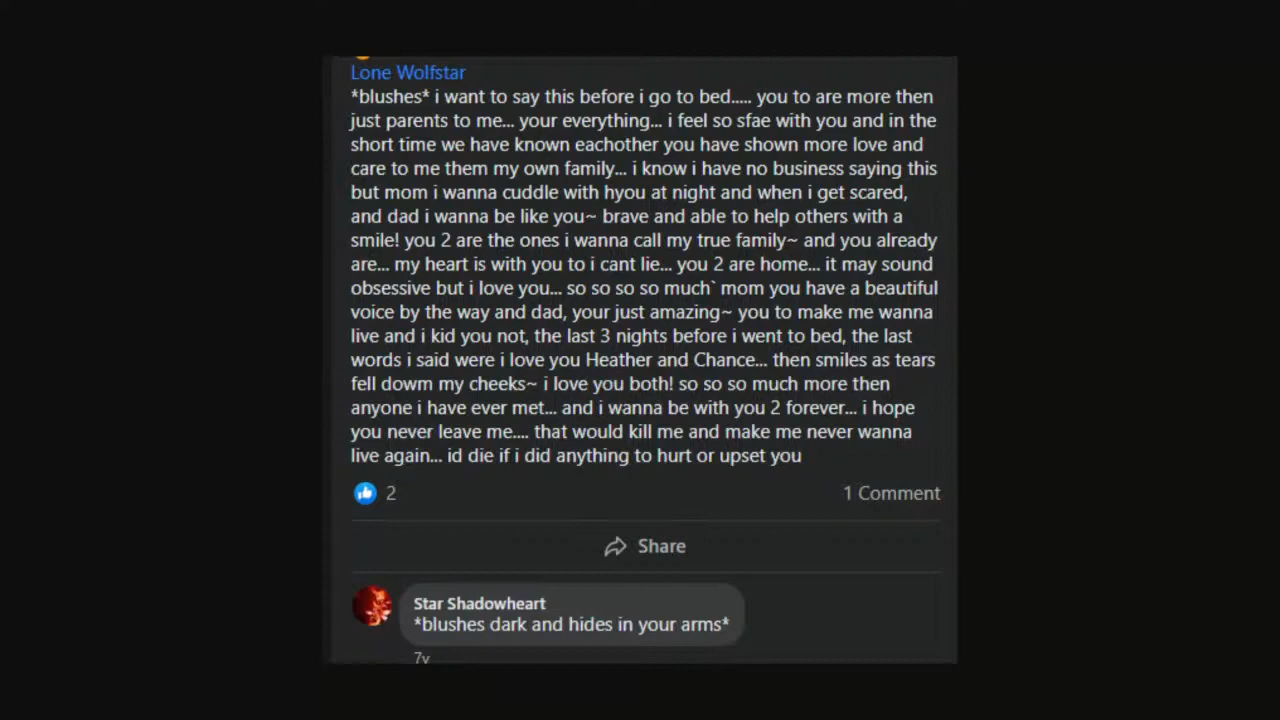 Lone Wolfstar
*blushes* i want to say this before i go to bed..... you to are more then
just parents to me... your everything... i feel so sfae with you and in the
short time we have known eachother you have shown more love and
care to me them my own family... i know i have no business saying this
but mom i wanna cuddle with hyou at night and when i get scared,
and dad i wanna be like you~ brave and able to help others with a
smile! you 2 are the ones i wanna call my true family~ and you already
are... my heart is with you to i cant lie... you 2 are home... it may sound
obsessive but i love you... so so so so much` mom you have a beautiful
voice by the way and dad, your just amazing~ you to make me wanna
live and i kid you not, the last 3 nights before i went to bed, the last
words i said were i love you Heather and Chance... then smiles as tears
fell dowm my cheeks~ i love you both! so so so much more then
anyone i have ever met... and i wanna be with you 2 forever... i hope
you never leave me.... that would kill me and make me never wanna
live again... id die if i did anything to hurt or upset you
2 1 Comment
Share
Star Shadowheart
*blushes dark and hides in your arms*
7y